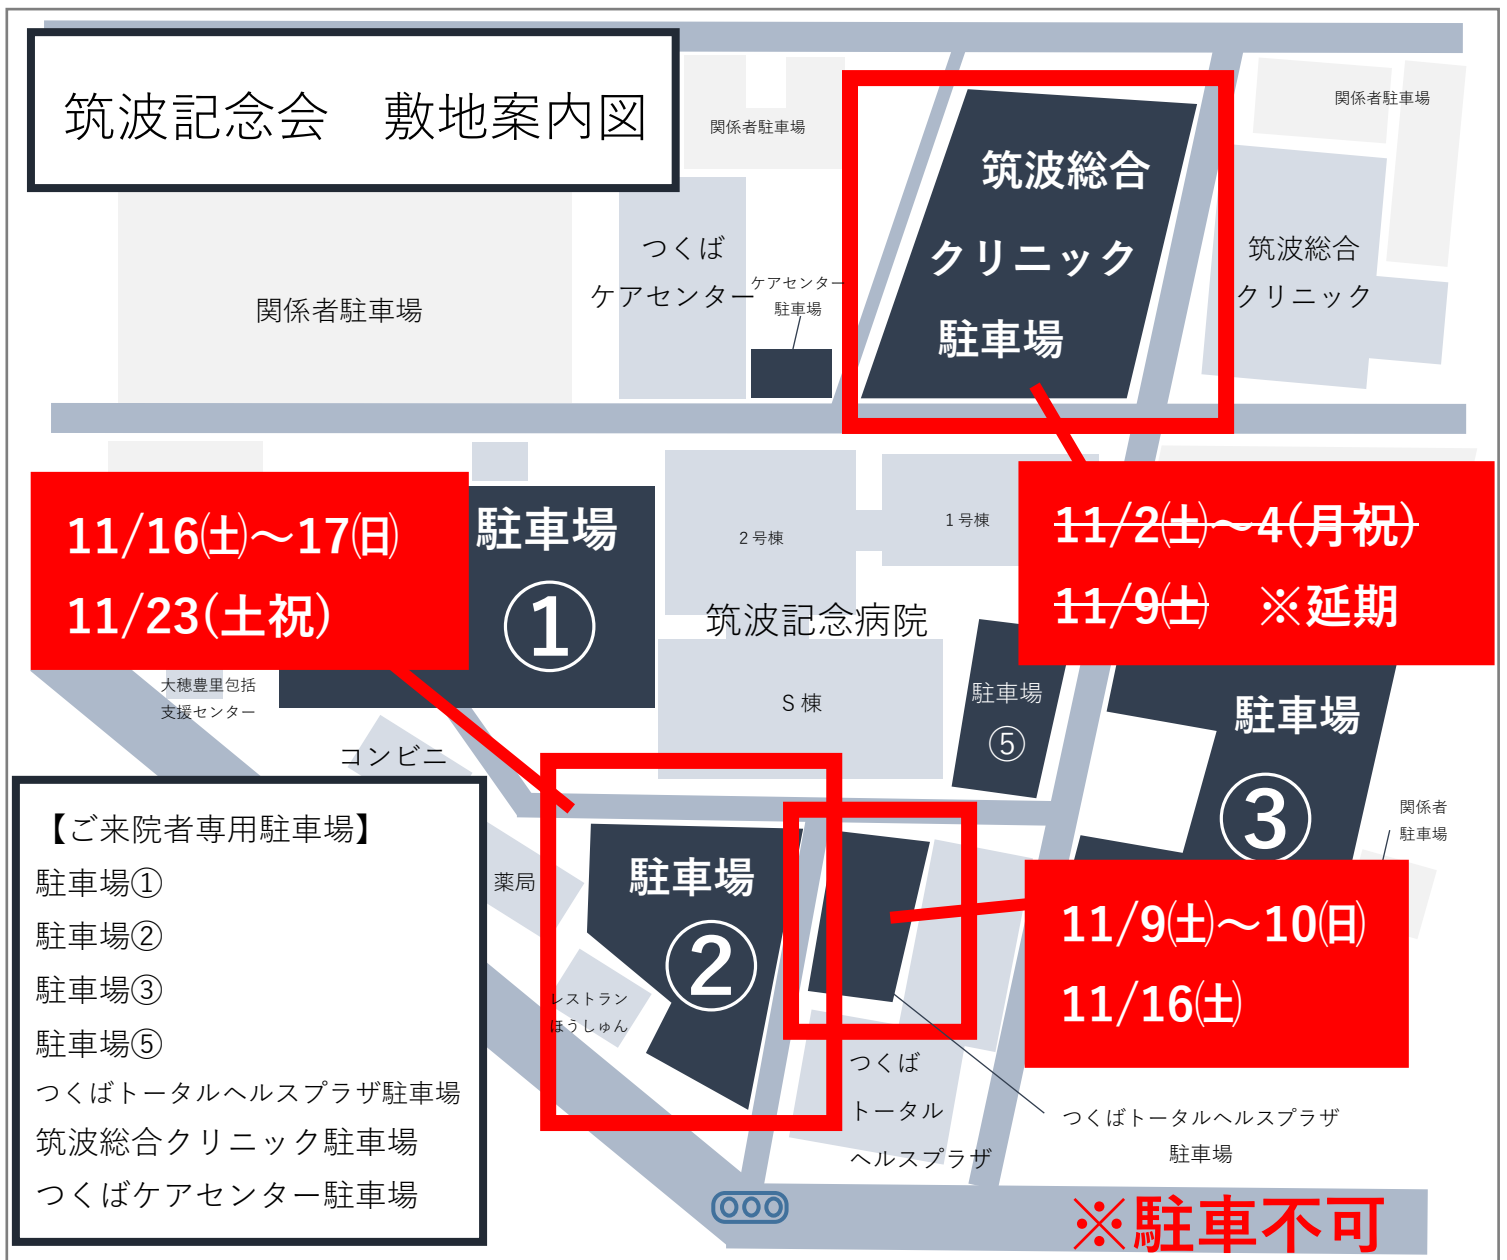 筑波記念会　敷地案内図
関係者駐車場
関係者駐車場
筑波総合
クリニック
駐車場
つくば
ケアセンター
ケアセンター
駐車場
筑波総合
クリニック
関係者駐車場
11/16㈯～17㈰
11/23(土祝)
駐車場
①
2号棟
1号棟
11/2㈯～4(月祝)
11/9㈯　※延期
筑波記念病院
S棟
大穂豊里包括
支援センター
駐車場
⑤
駐車場
③
コンビニ
関係者
駐車場
【ご来院者専用駐車場】
駐車場①
駐車場②
駐車場③
駐車場⑤
つくばトータルヘルスプラザ駐車場
筑波総合クリニック駐車場
つくばケアセンター駐車場
薬局
駐車場
②
レストラン
ほうしゅん
11/9㈯～10㈰
11/16㈯
つくば
トータル
ヘルスプラザ
つくばトータルヘルスプラザ
駐車場
※駐車不可